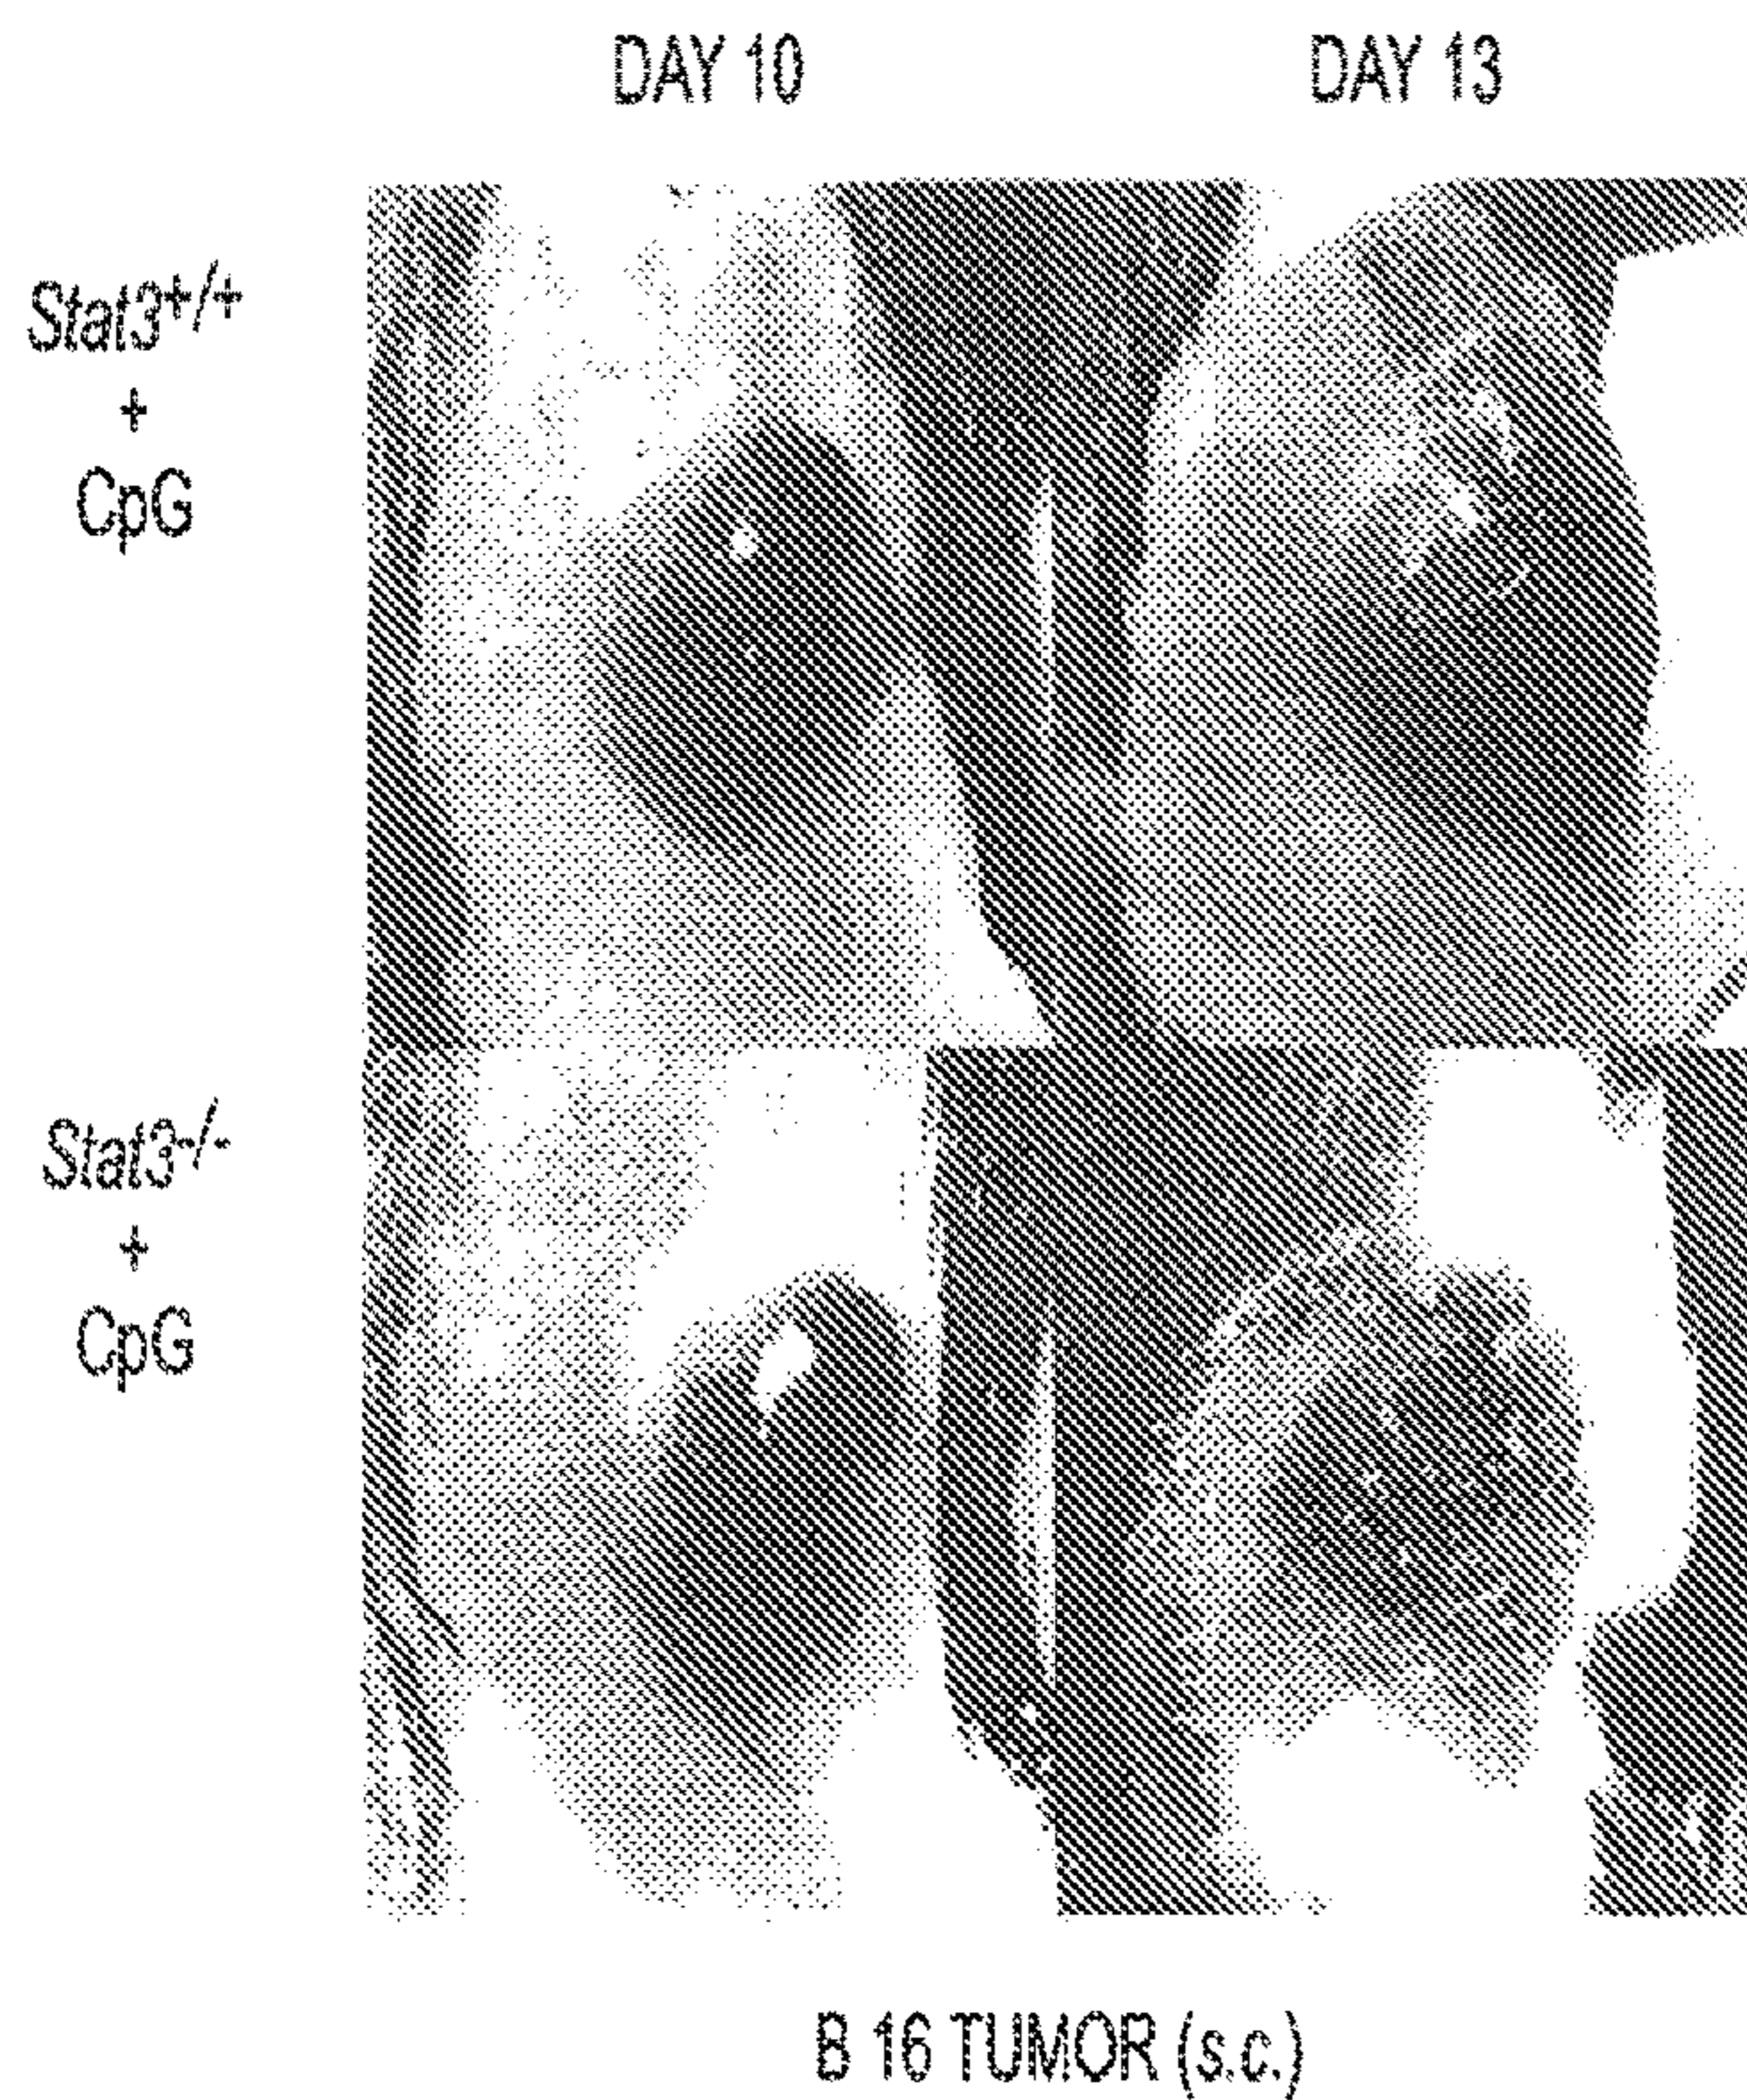 DAY 10
DAY 13
Stat3+/+
+
CpG
Stat3-/-
+
CpG
B 16 TUMOR (s.c.)